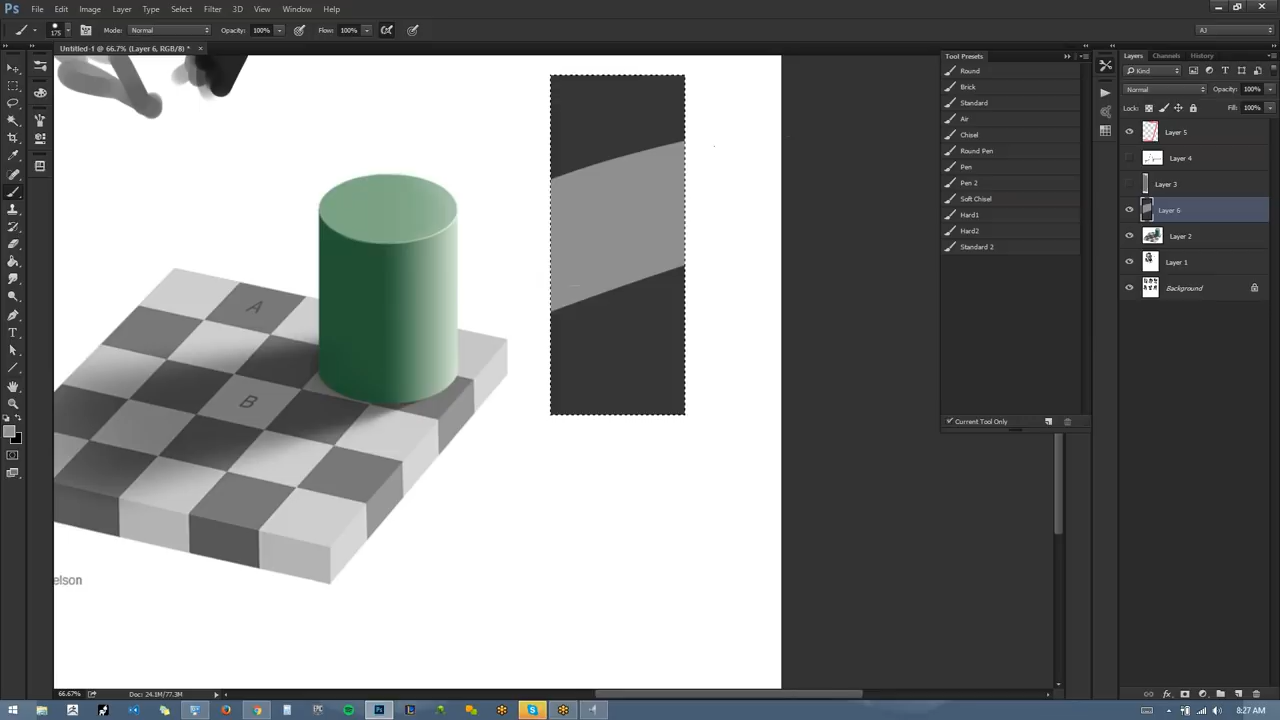 Ps File Edit Image Layer Type Select Filter 3D View Window Help
175 Mode: Normal Opacity: 100% Flow: 100% AJ
Untitled-1 @ 66.7% (Layer 6, RGB/8) * ×
Tool Presets
Round
Brick
Standard
Air
Chisel
Round Pen
Pen
Pen 2
Soft Chisel
Hard1
Hard2
Standard 2
Current Tool Only
Layers Channels History
Kind
Normal Opacity: 100%
Lock: Fill: 100%
Layer 5
Layer 4
Layer 3
Layer 6
Layer 2
Layer 1
Background
A
B
elson
66.67% Doc: 24.1M/77.3M
8:27 AM